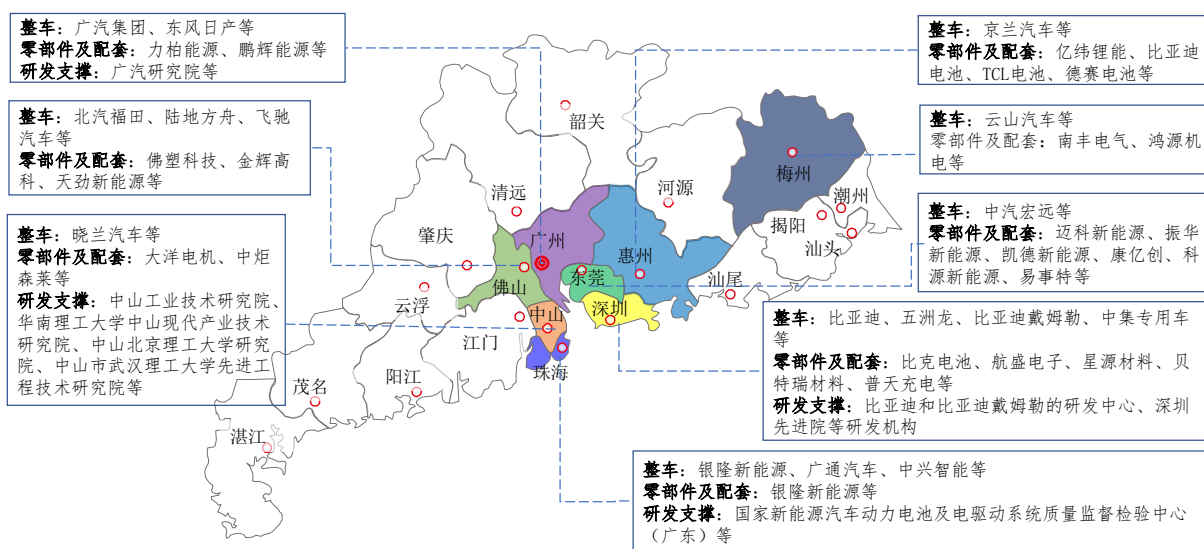 整车：广汽集团、东风日产等
零部件及配套：力柏能源、鹏辉能源等
研发支撑：广汽研究院等
整车：京兰汽车等
零部件及配套：亿纬锂能、比亚迪
电池、TCL电池、德赛电池等
整车：北汽福田、陆地方舟、飞驰
汽车等
零部件及配套：佛塑科技、金辉高
科、天劲新能源等
整车：云山汽车等
零部件及配套：南丰电气、鸿源机
电等
整车：晓兰汽车等
零部件及配套：大洋电机、中炬
森莱等
研发支撑：中山工业技术研究院、
华南理工大学中山现代产业技术
研究院、中山北京理工大学研究
院、中山市武汉理工大学先进工
程技术研究院等
整车：中汽宏远等
零部件及配套：迈科新能源、振华
新能源、凯德新能源、康亿创、科
源新能源、易事特等
整车：比亚迪、五洲龙、比亚迪戴姆勒、中集专用车
等
零部件及配套：比克电池、航盛电子、星源材料、贝
特瑞材料、普天充电等
研发支撑：比亚迪和比亚迪戴姆勒的研发中心、深圳
先进院等研发机构
整车：银隆新能源、广通汽车、中兴智能等
零部件及配套：银隆新能源等
研发支撑：国家新能源汽车动力电池及电驱动系统质量监督检验中心
（广东）等
韶关
梅州
河源
清远
潮州
揭阳
肇庆
广州
汕头
惠州
东莞
汕尾
佛山
云浮
深圳
中山
江门
珠海
阳江
茂名
湛江